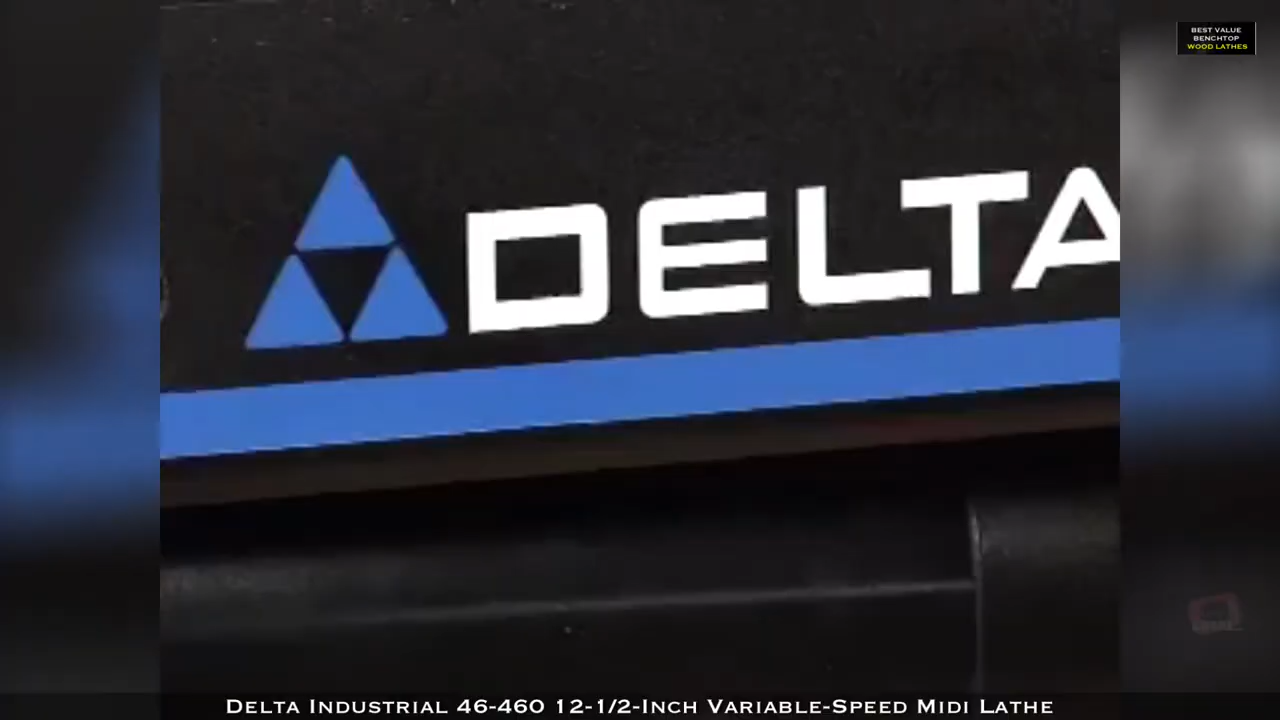 BEST VALUE
BENCHTOP
WOOD LATHES
DELTA
DELTA INDUSTRIAL 46-460 12-1/2-INCH VARIABLE-SPEED MIDI LATHE